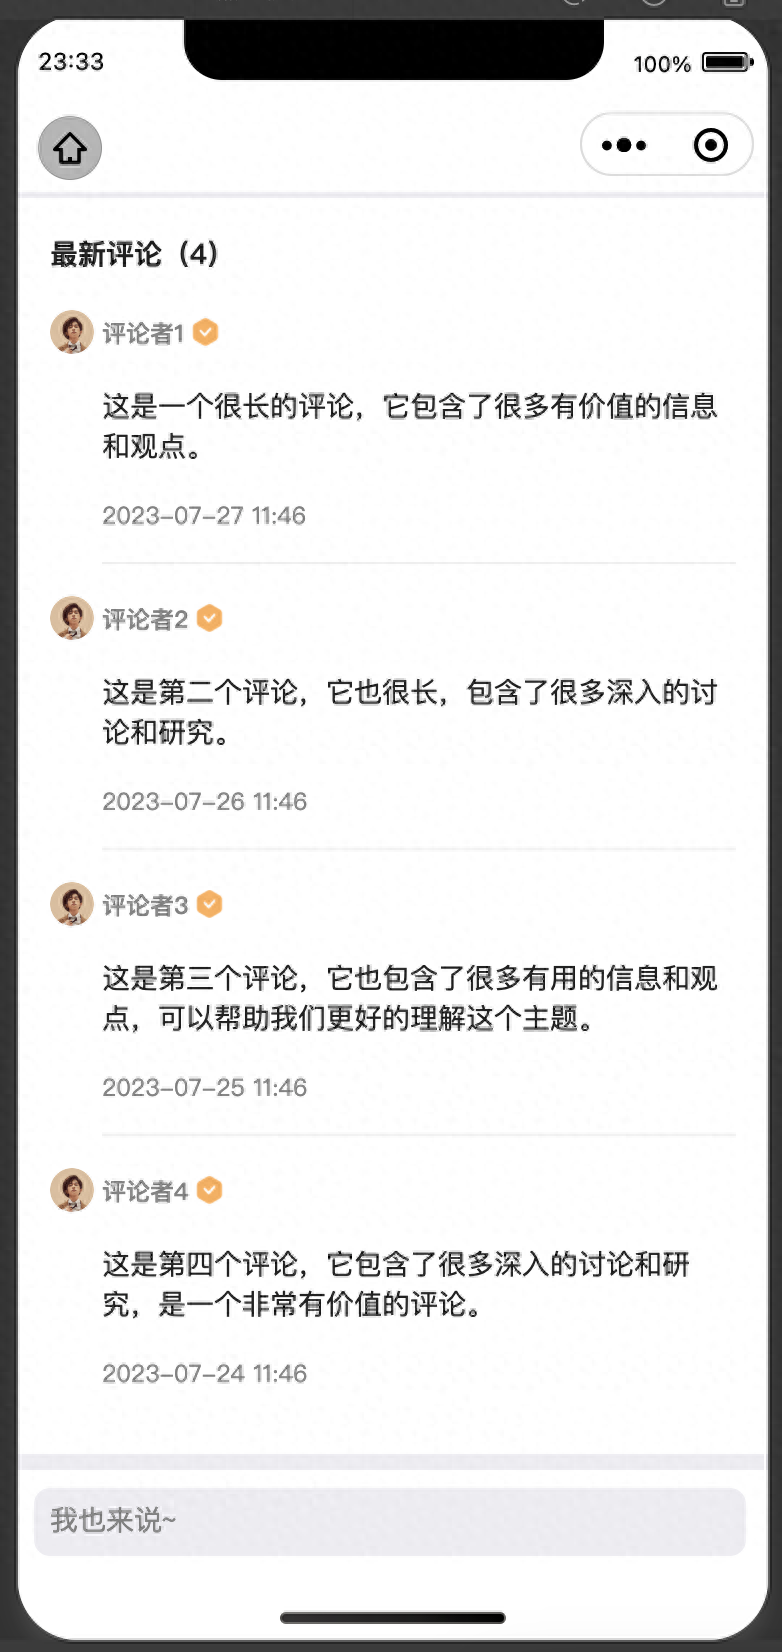 23:33
100%
最新评论（4）
评论者1
这是一个很长的评论，它包含了很多有价值的信息
和观点。
2023-07-27 11:46
评论者2
这是第二个评论，它也很长，包含了很多深入的讨
论和研究。
2023-07-26 11:46
评论者3
这是第三个评论，它也包含了很多有用的信息和观
点，可以帮助我们更好的理解这个主题。
2023-07-25 11:46
评论者4
这是第四个评论，它包含了很多深入的讨论和研
究，是一个非常有价值的评论。
2023-07-24 11:46
我也来说~